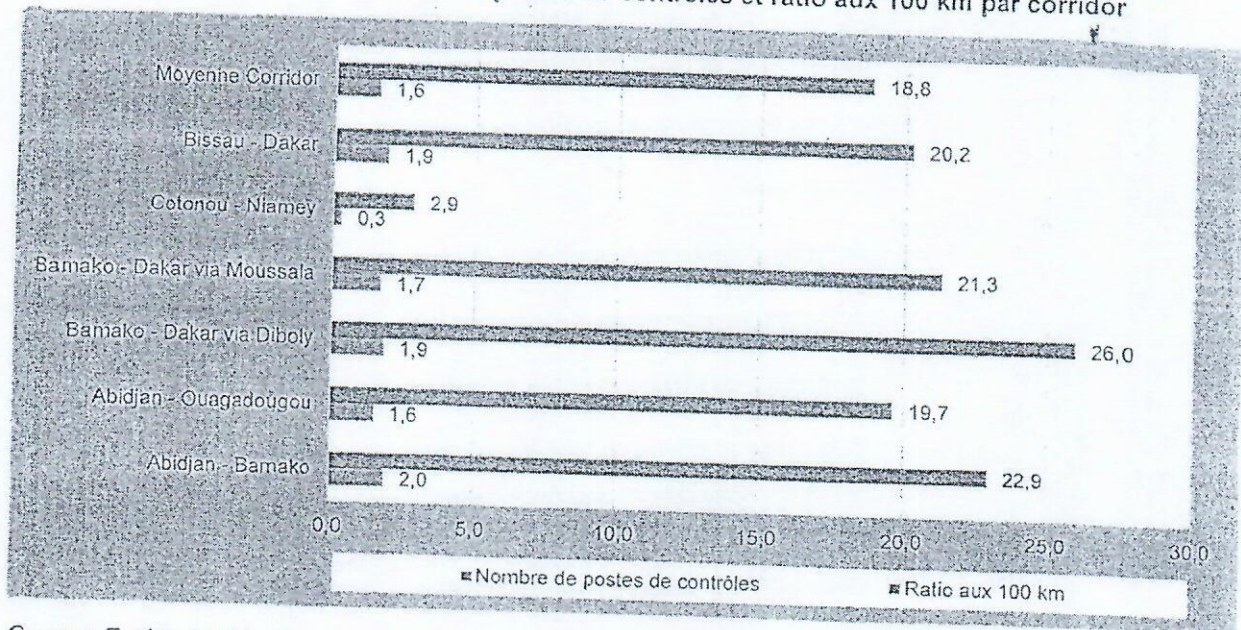 contrôles et ratio aux 100 km par corridor
Moyenne Corridor
18,8
1,6
Bissau - Dakar
20,2
1,9
Cotonou - Niamey
2,9
0,3
Bamako - Dakar via Moussala
21,3
1,7
Bamako - Dakar via Diboly
26,0
1,9
Abidjan - Ouagadougou
19,7
1,6
Abidjan - Bamako
22,9
2,0
0,0 5,0 10,0 15,0 20,0 25,0 30,0
Nombre de postes de contrôles Ratio aux 100 km